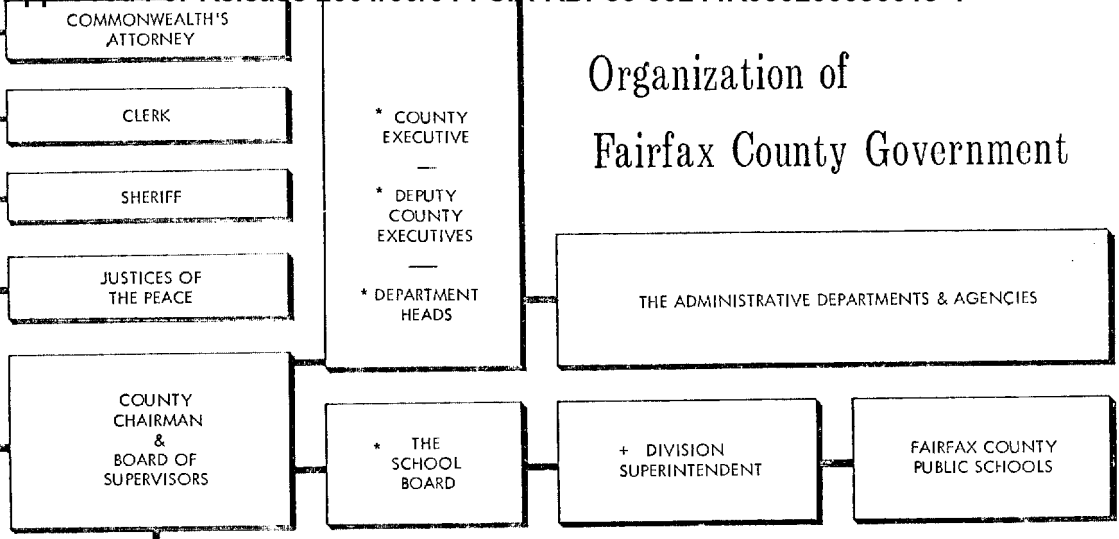 COMMONWEALTH'S
ATTORNEY
CLERK
SHERIFF
JUSTICES OF
THE PEACE
COUNTY
CHAIRMAN
&
BOARD OF
SUPERVISORS
* COUNTY
EXECUTIVE
—
* DEPUTY
COUNTY
EXECUTIVES
—
* DEPARTMENT
HEADS
Organization of
Fairfax County Government
THE ADMINISTRATIVE DEPARTMENTS & AGENCIES
* THE
SCHOOL
BOARD
+ DIVISION
SUPERINTENDENT
FAIRFAX COUNTY
PUBLIC SCHOOLS